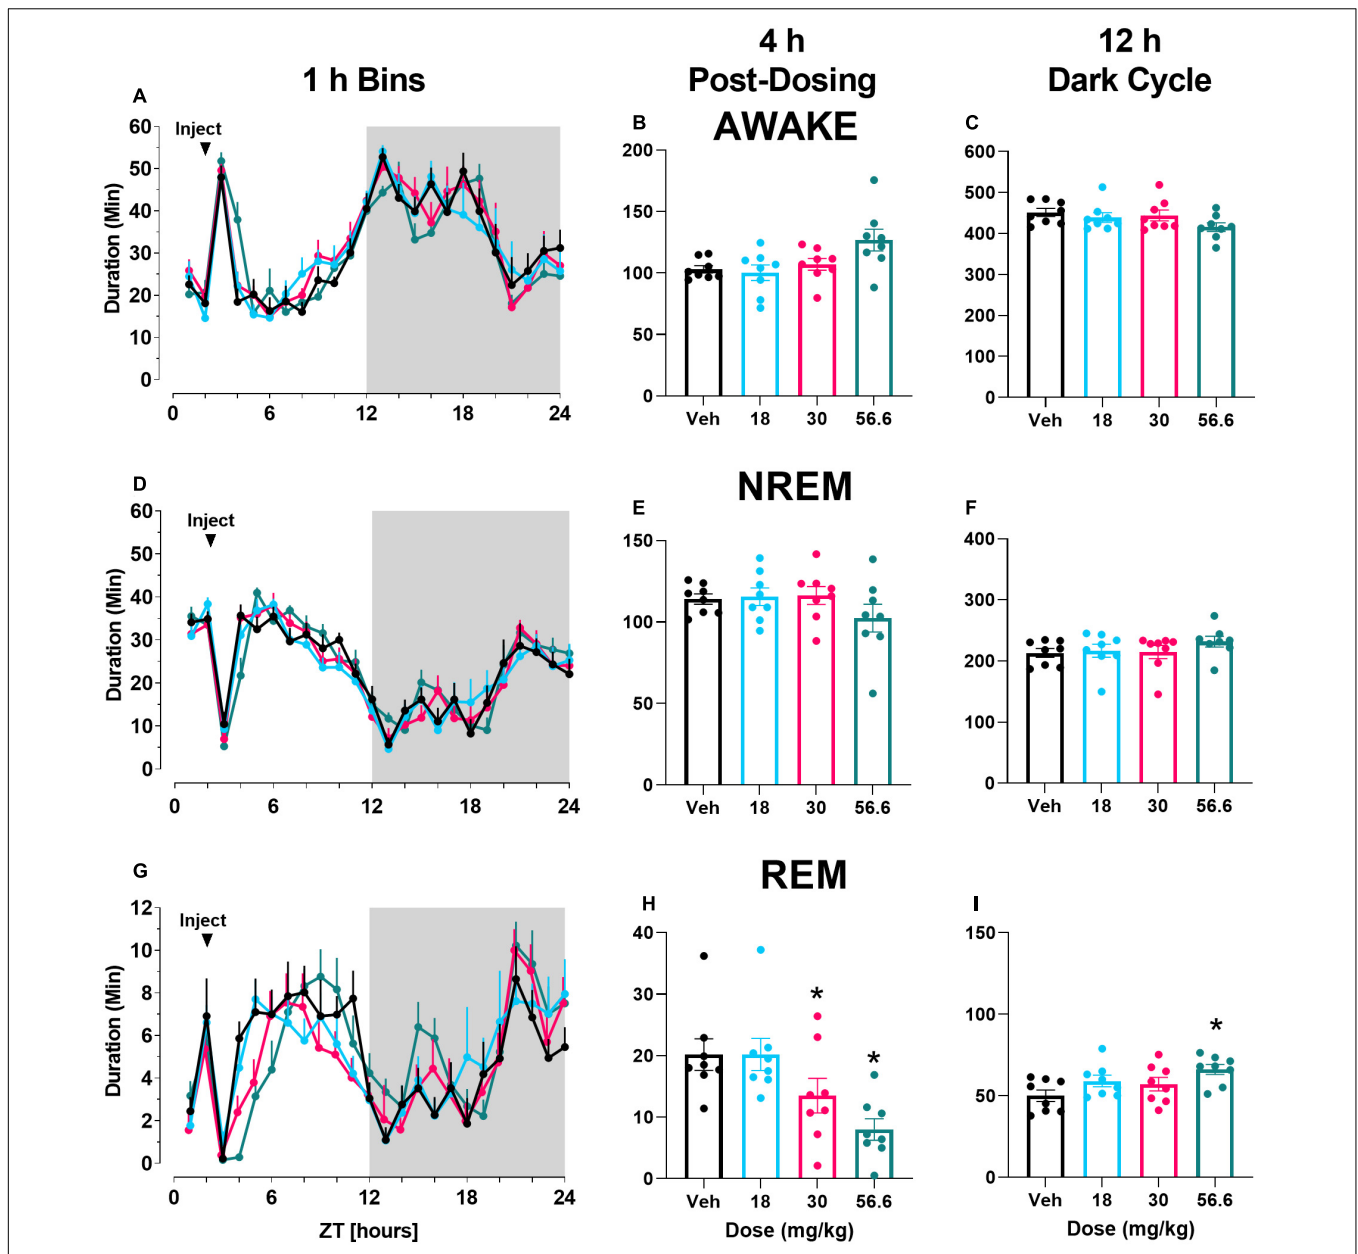 1 h Bins
4 h
Post-Dosing
12 h
Dark Cycle
AWAKE
A
Inject
Duration (Min)
60
50
40
30
20
10
0
0 6 12 18 24
B
200
150
100
50
0
Veh 18 30 56.6
C
600
500
400
300
200
100
0
Veh 18 30 56.6
NREM
D
Inject
Duration (Min)
60
50
40
30
20
10
0
0 6 12 18 24
E
150
100
50
0
Veh 18 30 56.6
F
400
300
200
100
0
Veh 18 30 56.6
REM
G
Inject
Duration (Min)
12
10
8
6
4
2
0
0 6 12 18 24
ZT [hours]
H
40
30
20
10
0
*
*
Veh 18 30 56.6
Dose (mg/kg)
I
150
100
50
0
*
Veh 18 30 56.6
Dose (mg/kg)